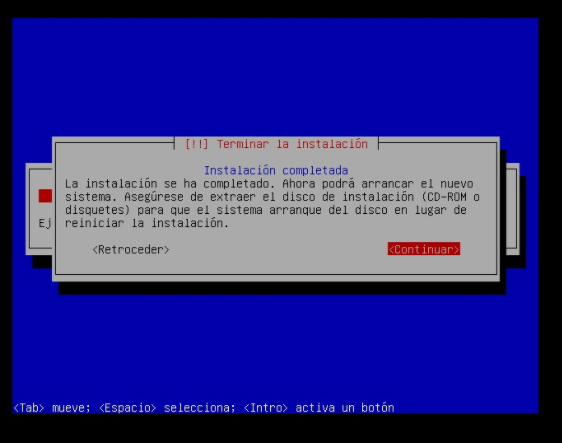 [!!] Terminar la instalación
Instalación completada
La instalación se ha completado. Ahora podrá arrancar el nuevo
sistema. Asegúrese de extraer el disco de instalación (CD-ROM o
disquetes) para que el sistema arranque del disco en lugar de
reiniciar la instalación.
Ej
<Retroceder> <Continuar>
<Tab> mueve; <Espacio> selecciona; <Intro> activa un botón